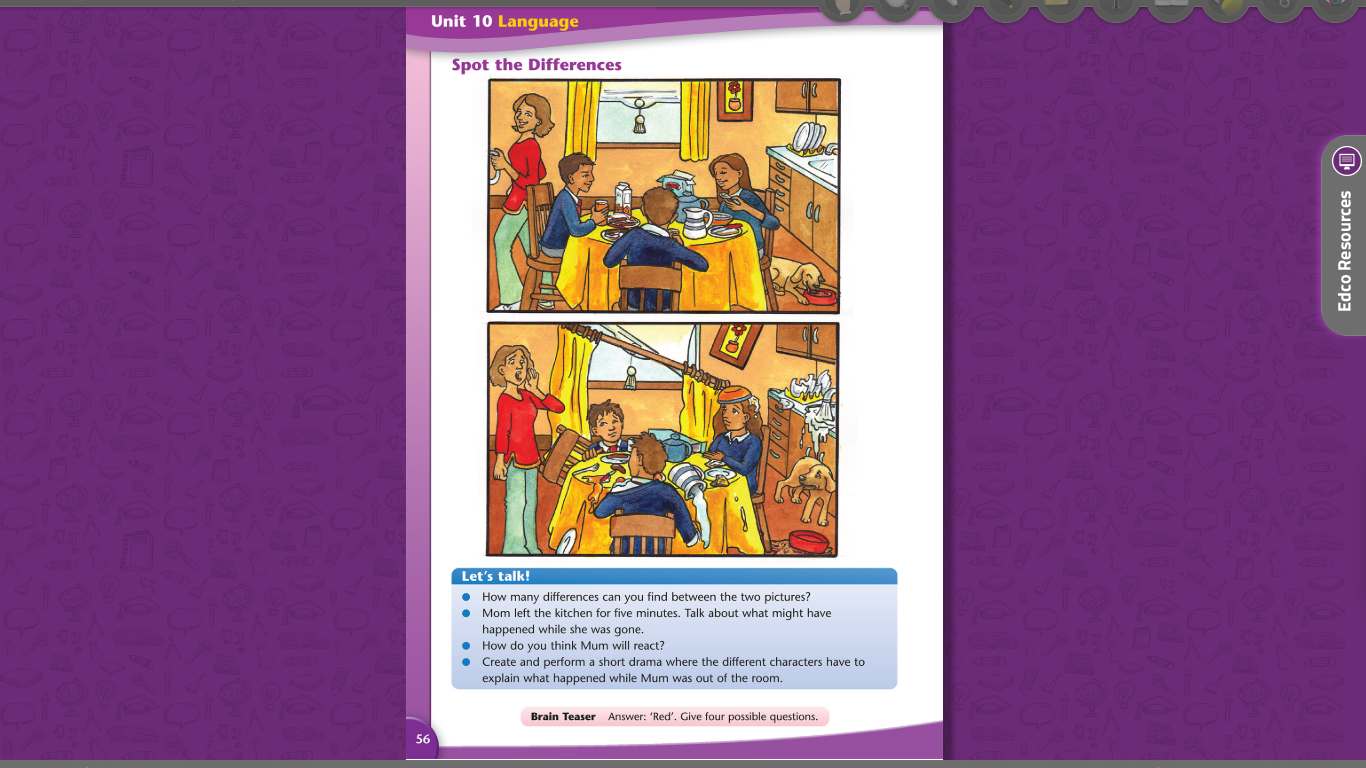 Unit 10 Language
Spot the Differences
Let's talk!
How many differences can you find between the two pictures?
Mom left the kitchen for five minutes. Talk about what might have
happened while she was gone.
How do you think Mum will react?
Create and perform a short drama where the different characters have to
explain what happened while Mum was out of the room.
Brain Teaser Answer: ‘Red’. Give four possible questions.
56
Edco Resources